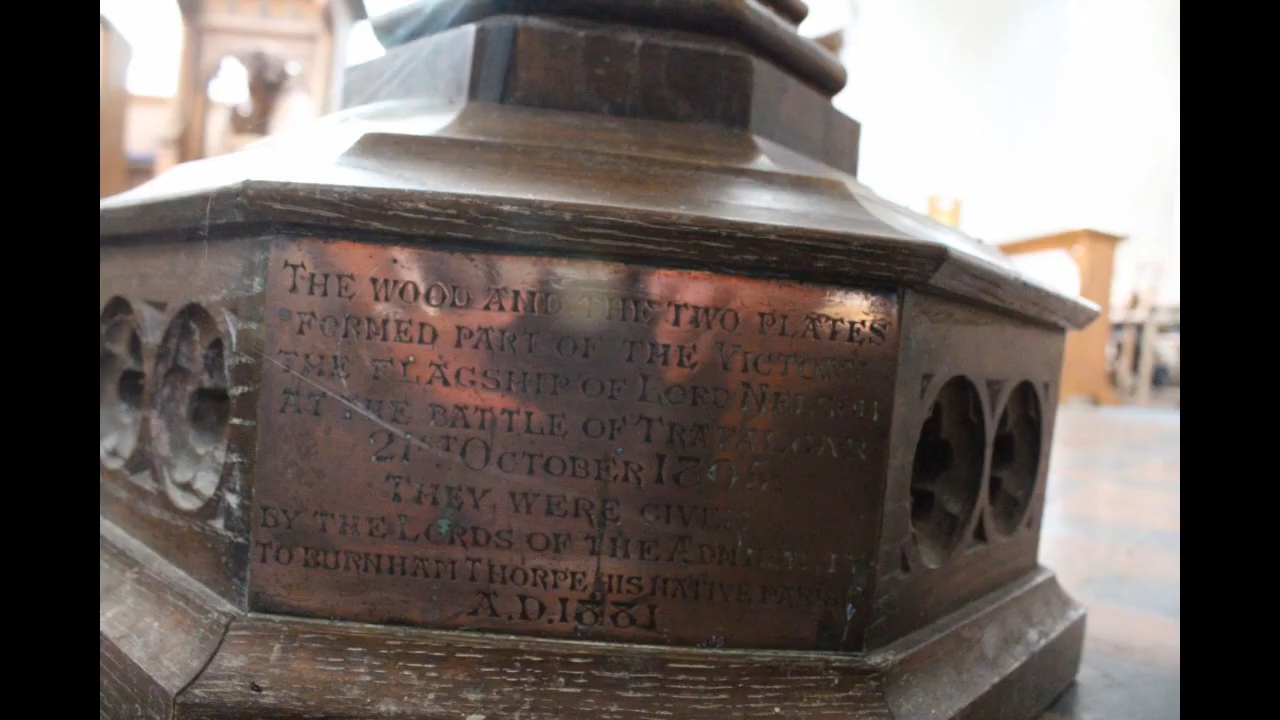 THE WOOD AND THE TWO PLATES
FORMED PART OF THE VICTORY
THE FLAGSHIP OF LORD NELSON
AT THE BATTLE OF TRAFALGAR
21ST OCTOBER 1805.
THEY WERE GIVEN
BY THE LORDS OF THE ADMIRALTY
TO BURNHAM THORPE HIS NATIVE PARISH
A.D. 1881